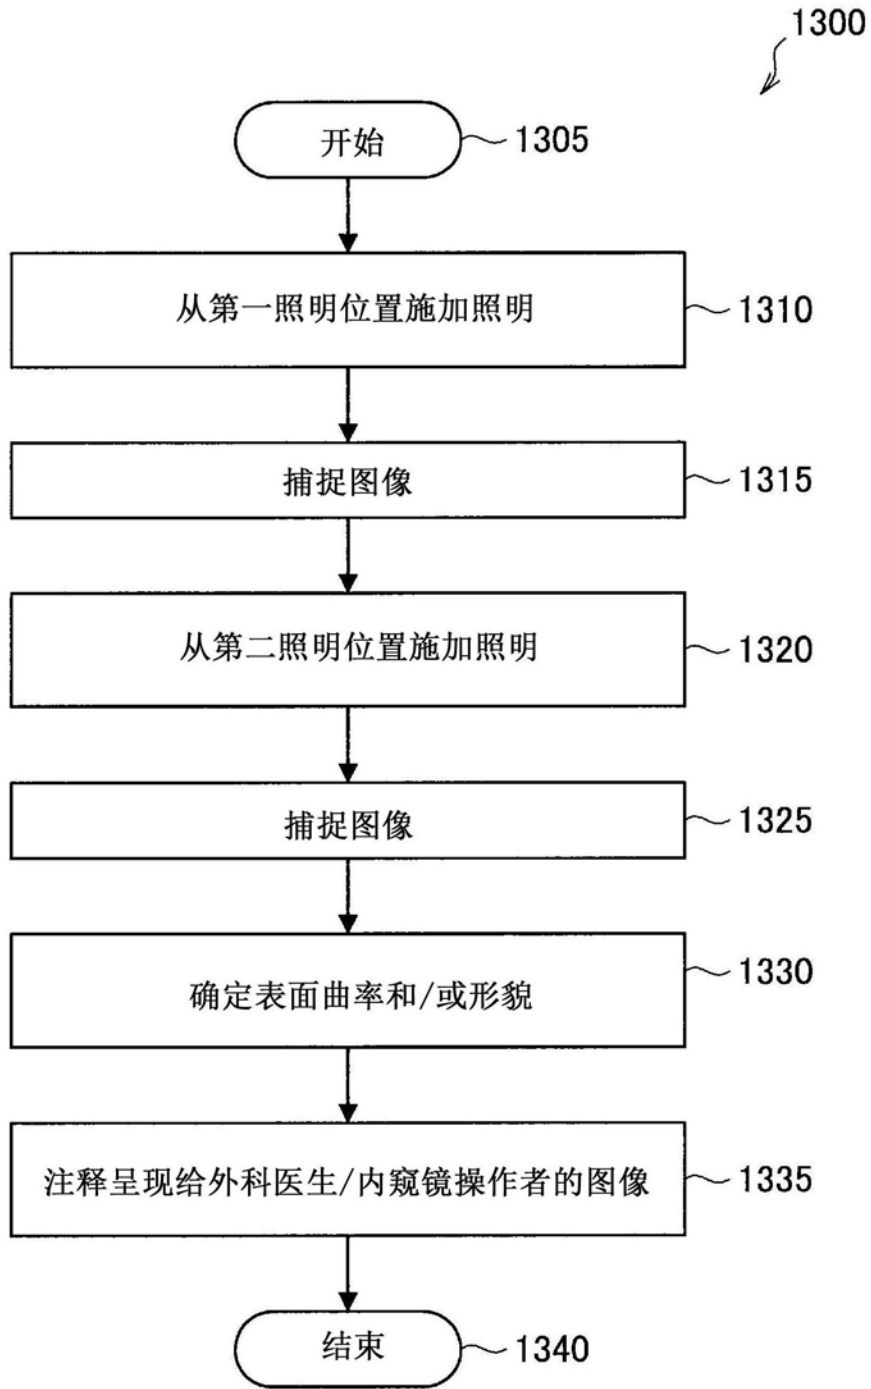 1300
开始 1305
从第一照明位置施加照明 1310
捕捉图像 1315
从第二照明位置施加照明 1320
捕捉图像 1325
确定表面曲率和/或形貌 1330
注释呈现给外科医生/内窥镜操作者的图像 1335
结束 1340